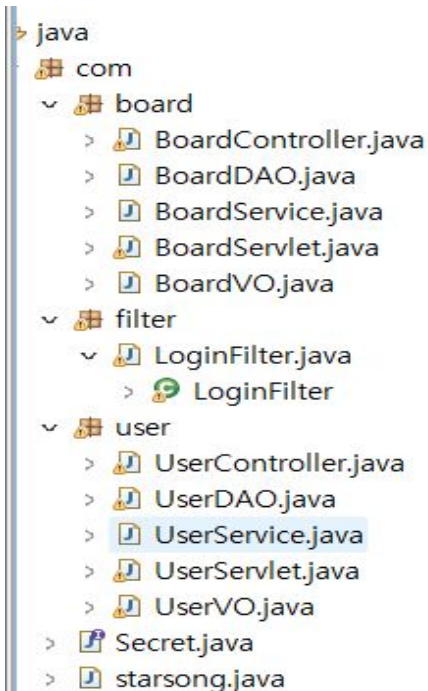 java
com
board
BoardController.java
BoardDAO.java
BoardService.java
BoardServlet.java
BoardVO.java
filter
LoginFilter.java
LoginFilter
user
UserController.java
UserDAO.java
UserService.java
UserServlet.java
UserVO.java
Secret.java
starsong.java